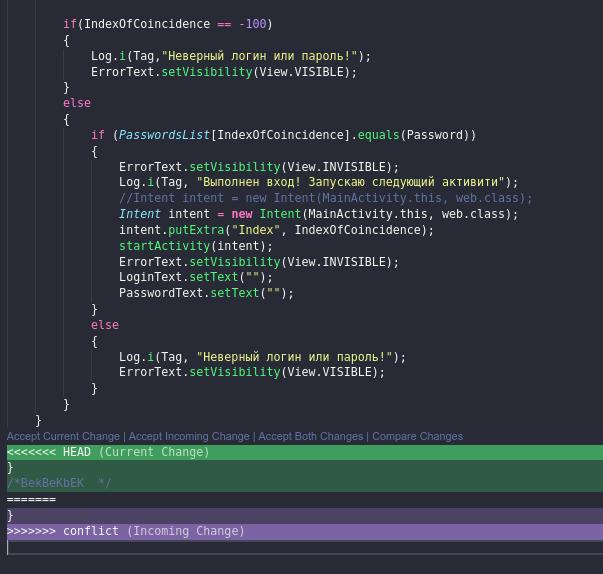 if(IndexOfCoincidence == -100)
{
Log.i(Tag,"Неверный логин или пароль!");
ErrorText.setVisibility(View.VISIBLE);
}
else
{
if (PasswordsList[IndexOfCoincidence].equals(Password))
{
ErrorText.setVisibility(View.INVISIBLE);
Log.i(Tag, "Выполнен вход! Запускаю следующий активити");
//Intent intent = new Intent(MainActivity.this, web.class);
Intent intent = new Intent(MainActivity.this, web.class);
intent.putExtra("Index", IndexOfCoincidence);
startActivity(intent);
ErrorText.setVisibility(View.INVISIBLE);
LoginText.setText("");
PasswordText.setText("");
}
else
{
Log.i(Tag, "Неверный логин или пароль!");
ErrorText.setVisibility(View.VISIBLE);
}
}
}
Accept Current Change | Accept Incoming Change | Accept Both Changes | Compare Changes
<<<<<<< HEAD (Current Change)
}
/*BekBeKbEK  */
=======
}
>>>>>>> conflict (Incoming Change)